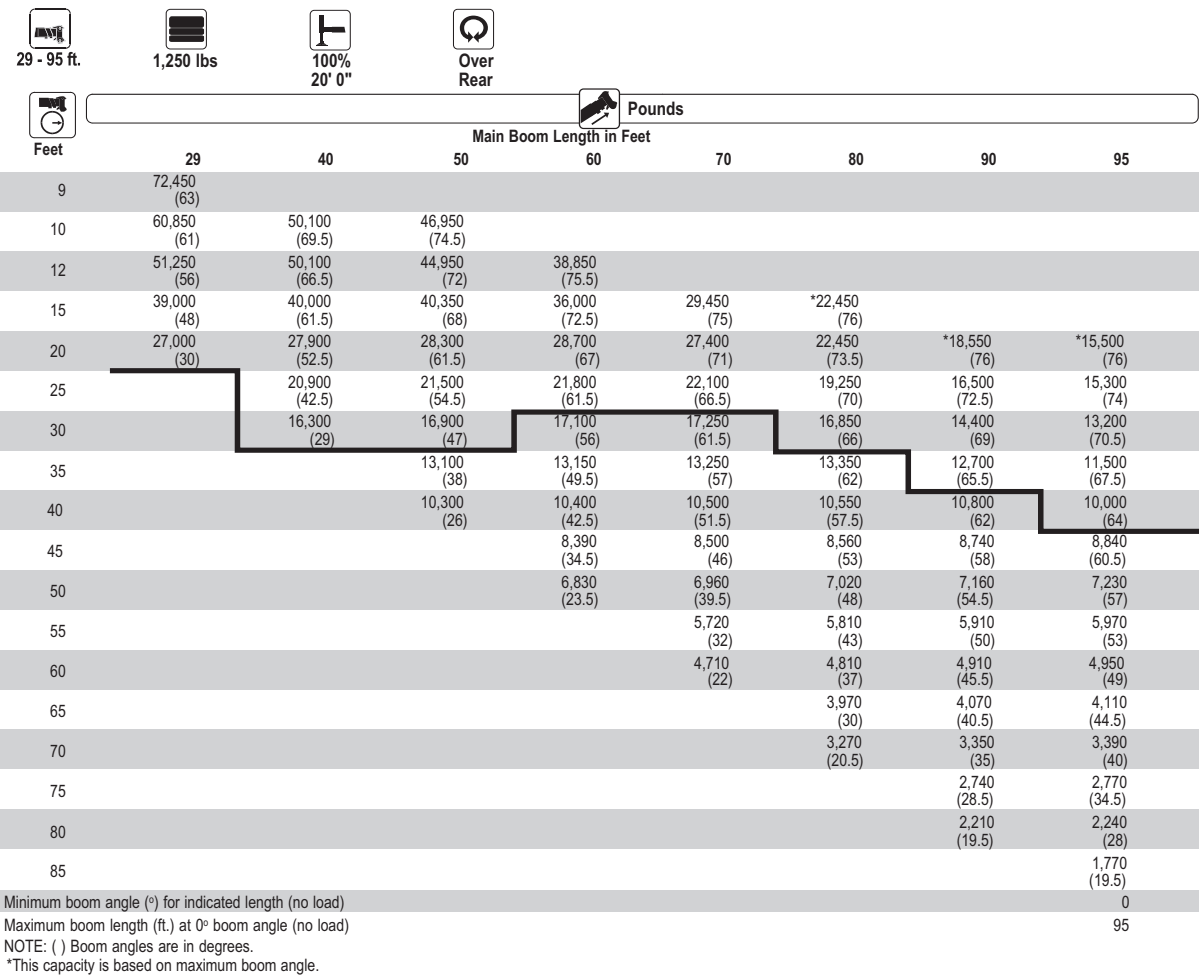 29 - 95 ft. 1,250 lbs 100% Over
20' 0" Rear
Pounds
Feet Main Boom Length in Feet
29 40 50 60 70 80 90 95
9 72,450
(63)
10 60,850 50,100 46,950
(61) (69.5) (74.5)
12 51,250 50,100 44,950 38,850
(56) (66.5) (72) (75.5)
15 39,000 40,000 40,350 36,000 29,450 *22,450
(48) (61.5) (68) (72.5) (75) (76)
20 27,000 27,900 28,300 28,700 27,400 22,450 *18,550 *15,500
(30) (52.5) (61.5) (67) (71) (73.5) (76) (76)
25 20,900 21,500 21,800 22,100 19,250 16,500 15,300
(42.5) (54.5) (61.5) (66.5) (70) (72.5) (74)
30 16,300 16,900 17,100 17,250 16,850 14,400 13,200
(29) (47) (56) (61.5) (66) (69) (70.5)
35 13,100 13,150 13,250 13,350 12,700 11,500
(38) (49.5) (57) (62) (65.5) (67.5)
40 10,300 10,400 10,500 10,550 10,800 10,000
(26) (42.5) (51.5) (57.5) (62) (64)
45 8,390 8,500 8,560 8,740 8,840
(34.5) (46) (53) (58) (60.5)
50 6,830 6,960 7,020 7,160 7,230
(23.5) (39.5) (48) (54.5) (57)
55 5,720 5,810 5,910 5,970
(32) (43) (50) (53)
60 4,710 4,810 4,910 4,950
(22) (37) (45.5) (49)
65 3,970 4,070 4,110
(30) (40.5) (44.5)
70 3,270 3,350 3,390
(20.5) (35) (40)
75 2,740 2,770
(28.5) (34.5)
80 2,210 2,240
(19.5) (28)
85 1,770
(19.5)
Minimum boom angle (º) for indicated length (no load) 0
Maximum boom length (ft.) at 0º boom angle (no load) 95
NOTE: ( ) Boom angles are in degrees.
*This capacity is based on maximum boom angle.